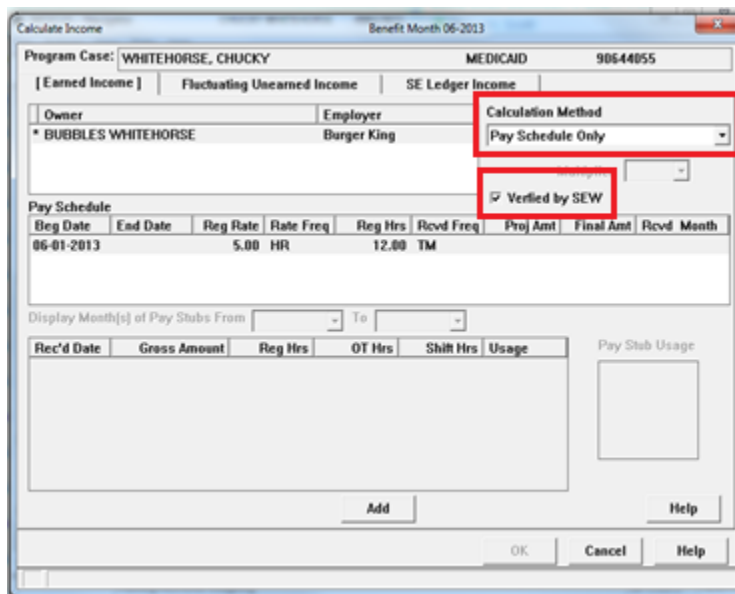 Calculate Income Benefit Month 06-2013
Program Case: WHITEHORSE, CHUCKY MEDICAID 90644055
[ Earned Income ] Fluctuating Unearned Income SE Ledger Income
Owner Employer
* BUBBLES WHITEHORSE Burger King
Calculation Method
Pay Schedule Only
Verfied by SEW
Pay Schedule
Beg Date End Date Reg Rate Rate Freq Reg Hrs Rcvd Freq Proj Amt Final Amt Rcvd Month
06-01-2013 5.00 HR 12.00 TM
Display Month(s) of Pay Stubs From To
Rec'd Date Gross Amount Reg Hrs OT Hrs Shift Hrs Usage
Pay Stub Usage
Add Help
OK Cancel Help